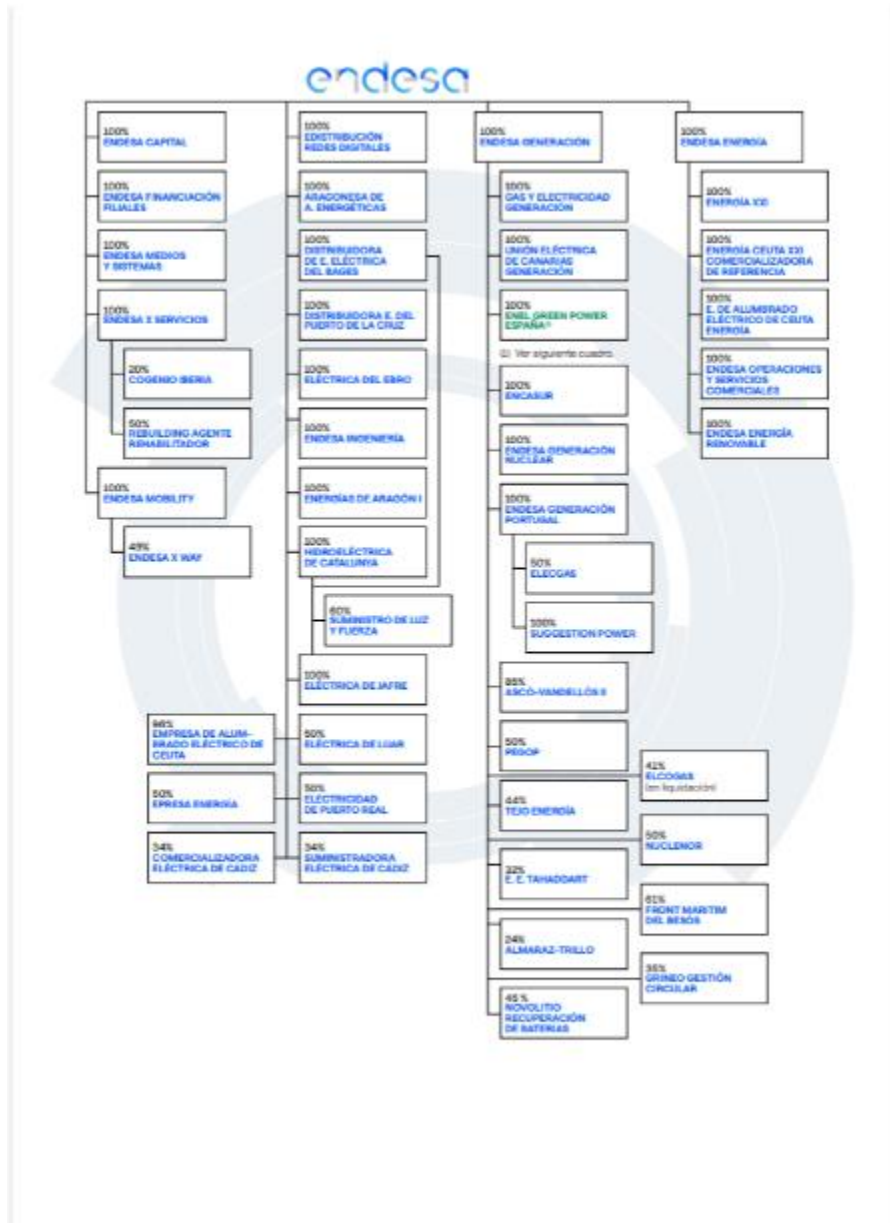 endesa
100%
ENDESA CAPITAL
100%
ENDESA FINANCIACIÓN
FILIALES
100%
ENDESA MEDIOS
Y SISTEMAS
100%
ENDESA X SERVICIOS
20%
COGENIO IBERIA
50%
REBUILDING AGENTE
REHABILITADOR
100%
ENDESA MOBILITY
49%
ENDESA X WAY
100%
EDISTRIBUCIÓN
REDES DIGITALES
100%
ARAGONESA DE
A. ENERGÉTICAS
100%
DISTRIBUIDORA
DE E. ELÉCTRICA
DEL BAGES
100%
DISTRIBUIDORA E. DEL
PUERTO DE LA CRUZ
100%
ELÉCTRICA DEL EBRO
100%
ENDESA INGENIERÍA
100%
ENERGÍAS DE ARAGÓN I
100%
HIDROELÉCTRICA
DE CATALUNYA
60%
SUMINISTRO DE LUZ
Y FUERZA
100%
ELÉCTRICA DE JAFRE
96%
EMPRESA DE ALUM-
BRADO ELÉCTRICO DE
CEUTA
50%
ELÉCTRICA DE LIJAR
50%
EPRESA ENERGÍA
50%
ELECTRICIDAD
DE PUERTO REAL
34%
COMERCIALIZADORA
ELÉCTRICA DE CÁDIZ
34%
SUMINISTRADORA
ELÉCTRICA DE CÁDIZ
100%
ENDESA GENERACIÓN
100%
GAS Y ELECTRICIDAD
GENERACIÓN
100%
UNIÓN ELÉCTRICA
DE CANARIAS
GENERACIÓN
100%
ENEL GREEN POWER
ESPAÑA⁽¹⁾
(1) Ver siguiente cuadro.
100%
ENCASUR
100%
ENDESA GENERACIÓN
NUCLEAR
100%
ENDESA GENERACIÓN
PORTUGAL
50%
ELECGAS
100%
SUGGESTION POWER
85%
ASCÓ-VANDELLÓS II
50%
PEGOP
41%
ELCOGAS
(en liquidación)
44%
TEJO ENERGÍA
50%
NUCLENOR
32%
E. E. TAHADDART
61%
FRONT MARITIM
DEL BESÒS
24%
ALMARAZ-TRILLO
35%
GRINEO GESTIÓN
CIRCULAR
45 %
NOVOLITIO
RECUPERACIÓN
DE BATERIAS
100%
ENDESA ENERGÍA
100%
ENERGÍA XXI
100%
ENERGÍA CEUTA XXI
COMERCIALIZADORA
DE REFERENCIA
100%
E. DE ALUMBRADO
ELÉCTRICO DE CEUTA
ENERGÍA
100%
ENDESA OPERACIONES
Y SERVICIOS
COMERCIALES
100%
ENDESA ENERGÍA
RENOVABLE